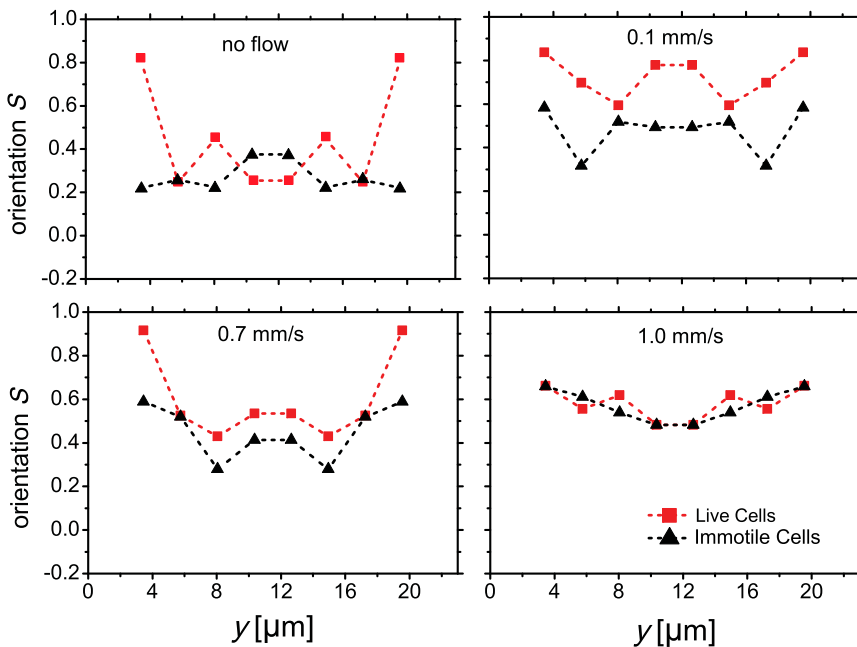 no flow
0.1 mm/s
orientation S
1.0
0.8
0.6
0.4
0.2
0.0
-0.2
0.7 mm/s
1.0 mm/s
orientation S
1.0
0.8
0.6
0.4
0.2
0.0
-0.2
Live Cells
Immotile Cells
0 4 8 12 16 20
0 4 8 12 16 20
y [µm]
y [µm]